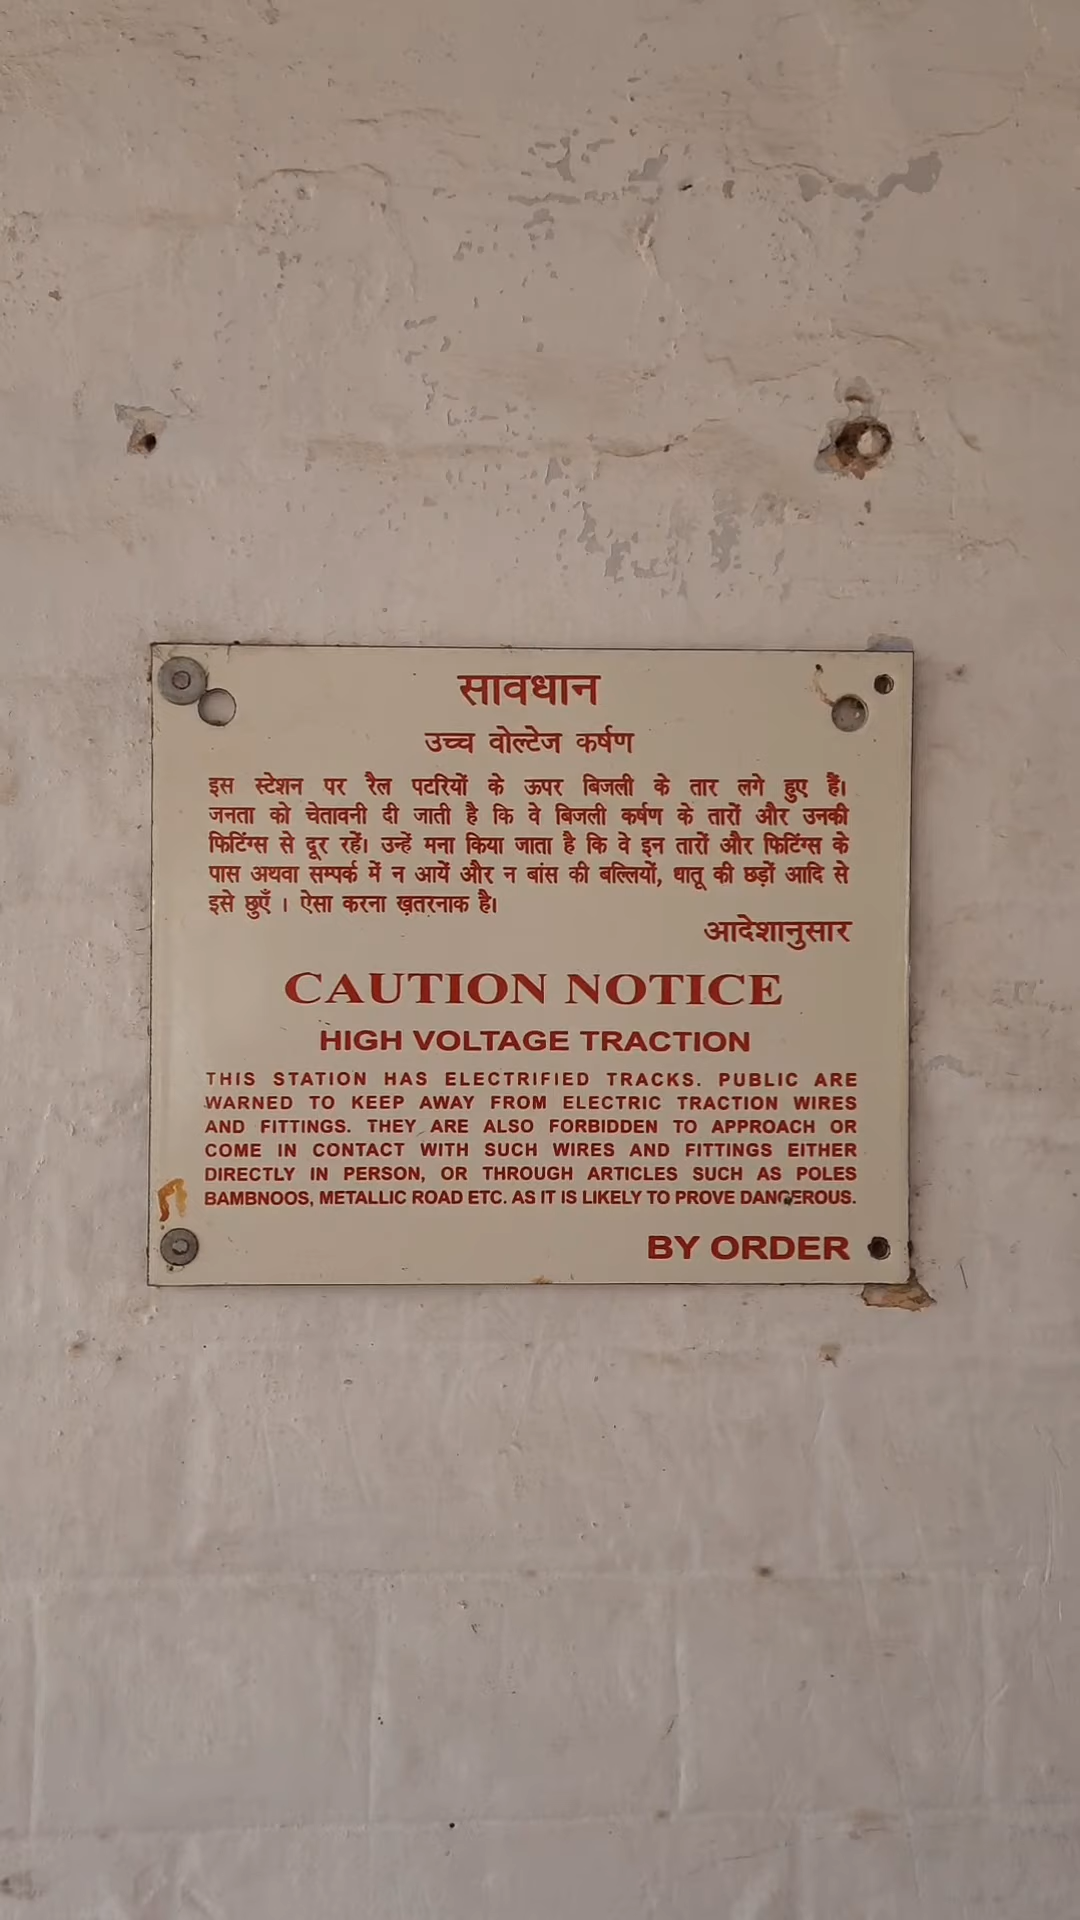 सावधान
उच्च वोल्टेज कर्षण
इस स्टेशन पर रैल पटरियों के ऊपर बिजली के तार लगे हुए हैं।
जनता को चेतावनी दी जाती है कि वे बिजली कर्षण के तारों और उनकी
फिटिंग्स से दूर रहें। उन्हें मना किया जाता है कि वे इन तारों और फिटिंग्स के
पास अथवा सम्पर्क में न आयें और न बांस की बल्लियों, धातू की छड़ों आदि से
इसे छुएँ । ऐसा करना ख़तरनाक है।
आदेशानुसार
CAUTION NOTICE
HIGH VOLTAGE TRACTION
THIS STATION HAS ELECTRIFIED TRACKS. PUBLIC ARE
WARNED TO KEEP AWAY FROM ELECTRIC TRACTION WIRES
AND FITTINGS. THEY ARE ALSO FORBIDDEN TO APPROACH OR
COME IN CONTACT WITH SUCH WIRES AND FITTINGS EITHER
DIRECTLY IN PERSON, OR THROUGH ARTICLES SUCH AS POLES
BAMBNOOS, METALLIC ROAD ETC. AS IT IS LIKELY TO PROVE DANGEROUS.
BY ORDER